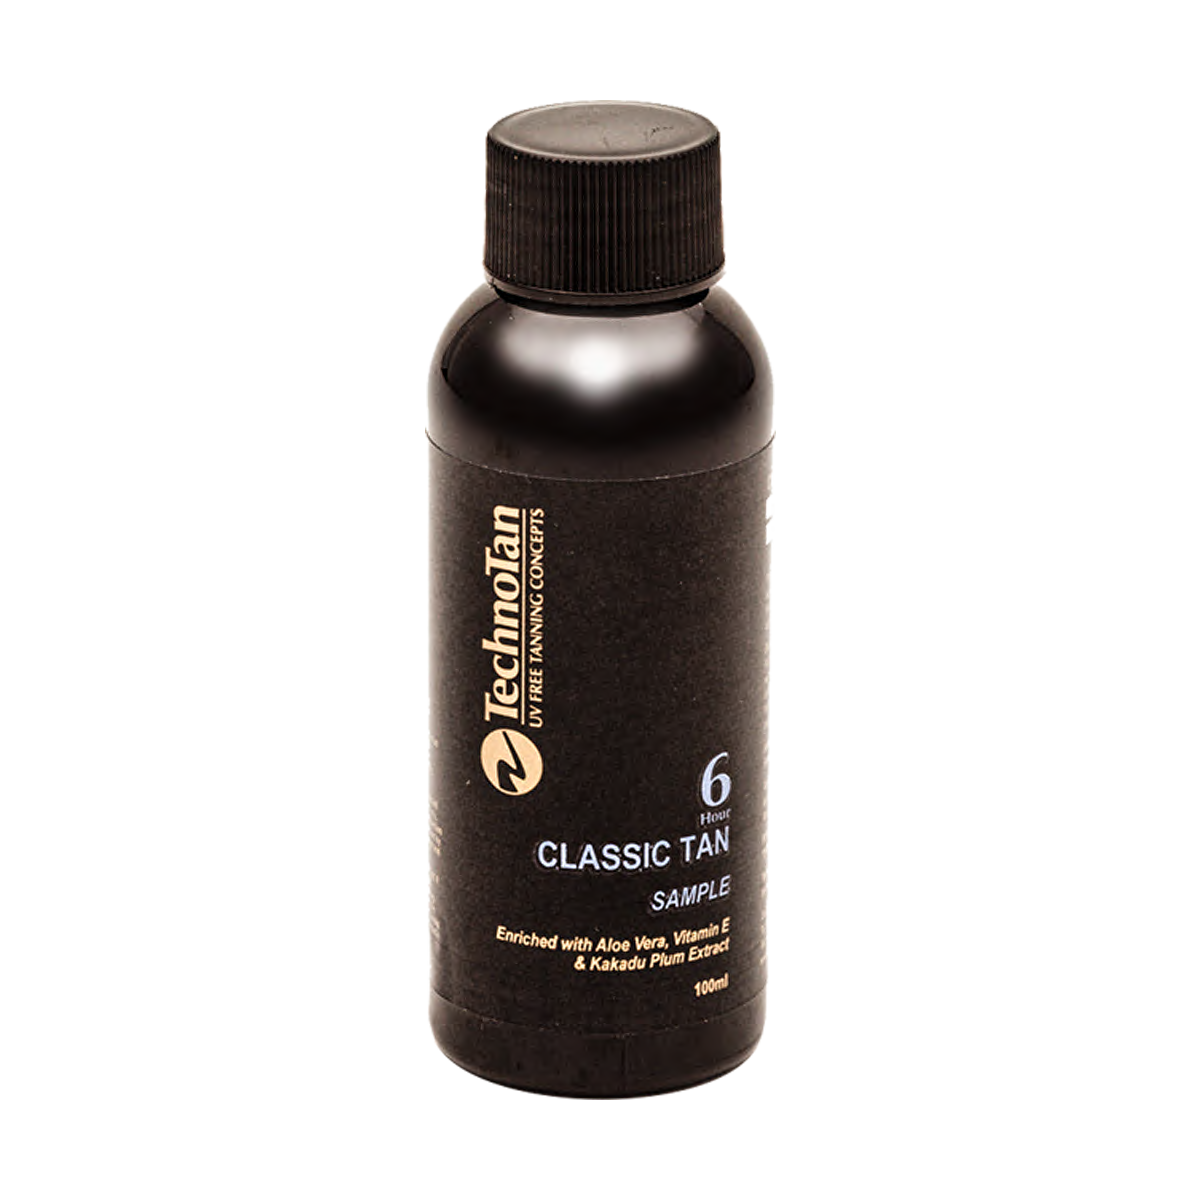 TechnoTan
UV FREE TANNING CONCEPTS
6
Hour
CLASSIC TAN
SAMPLE
Enriched with Aloe Vera, Vitamin E
& Kakadu Plum Extract
100ml